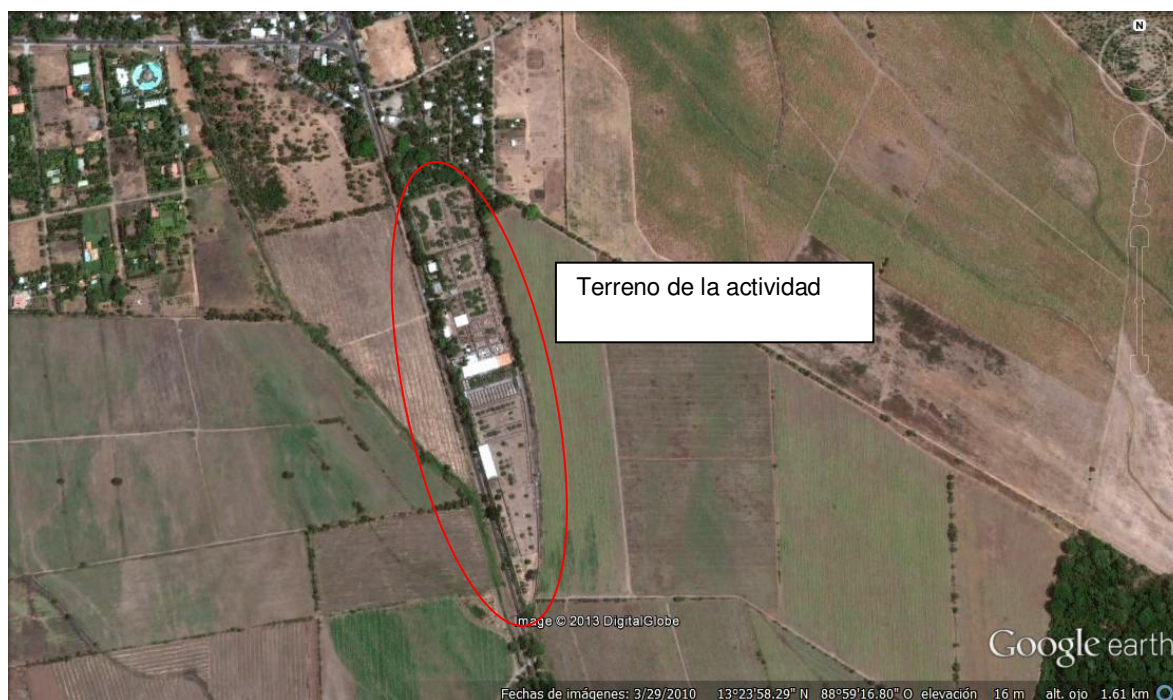 N
Terreno de la actividad
Image © 2013 DigitalGlobe
Google earth
Fechas de imágenes: 3/29/2010 13°23'58.29" N 88°59'16.80" O elevación 16 m alt. ojo 1.61 km